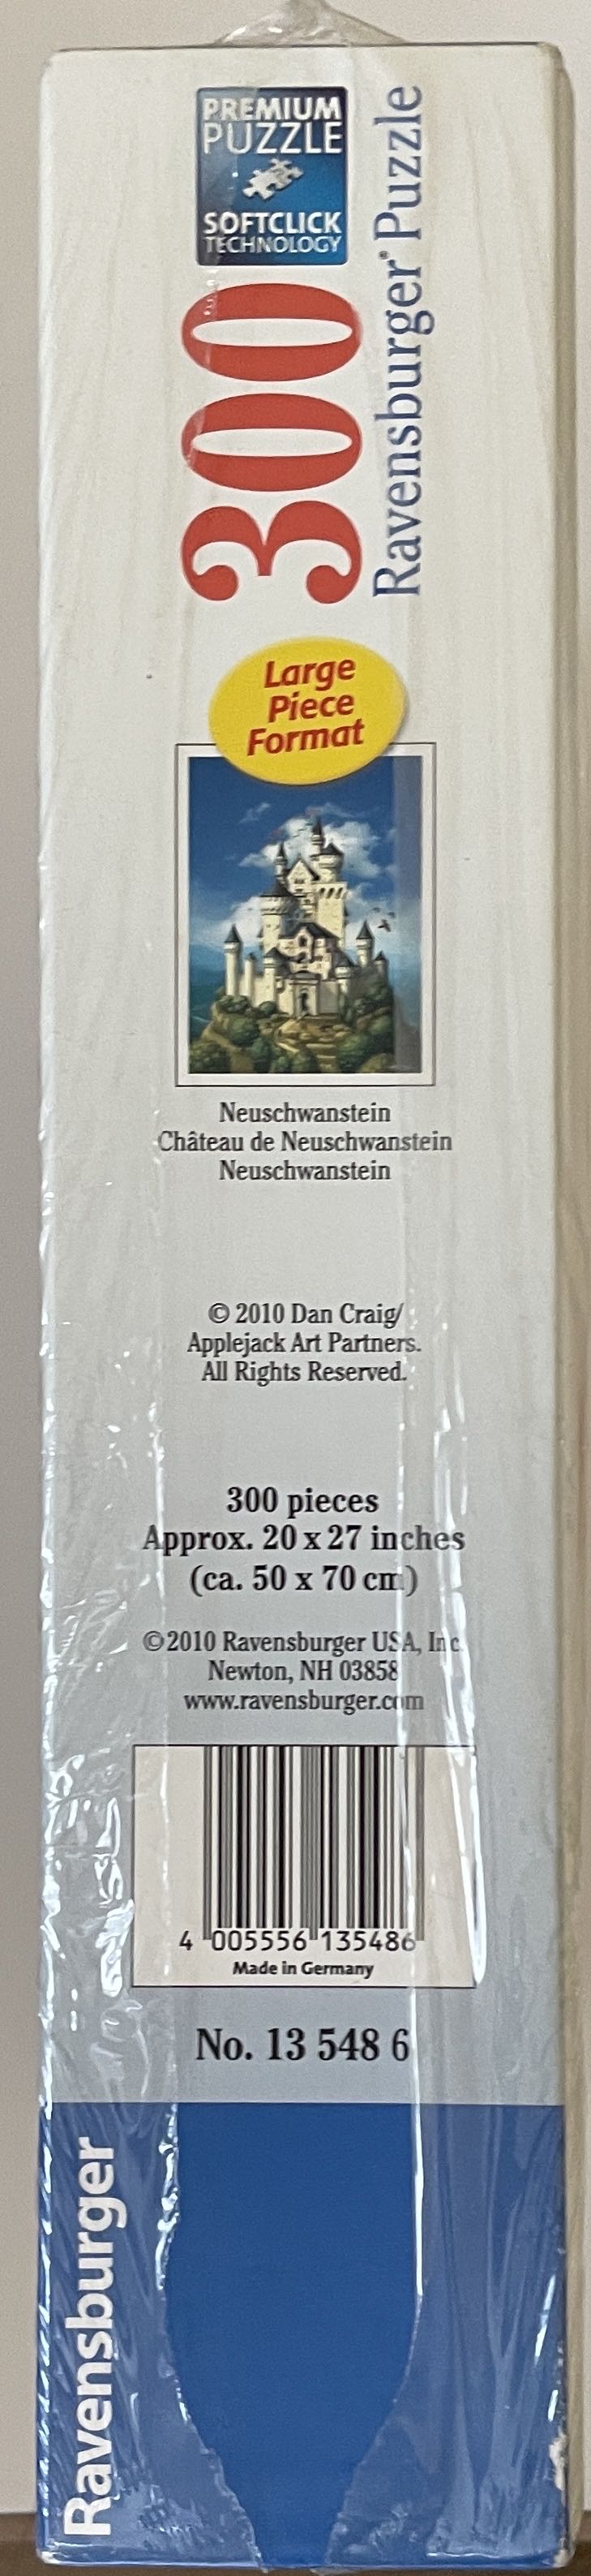 PREMIUM
PUZZLE
SOFTCLICK
TECHNOLOGY
300
Ravensburger® Puzzle
Large
Piece
Format
Neuschwanstein
Château de Neuschwanstein
Neuschwanstein
© 2010 Dan Craig/
Applejack Art Partners.
All Rights Reserved.
300 pieces
Approx. 20 x 27 inches
(ca. 50 x 70 cm)
©2010 Ravensburger USA, Inc
Newton, NH 03858
www.ravensburger.com
4 005556 135486
Made in Germany
No. 13 548 6
Ravensburger